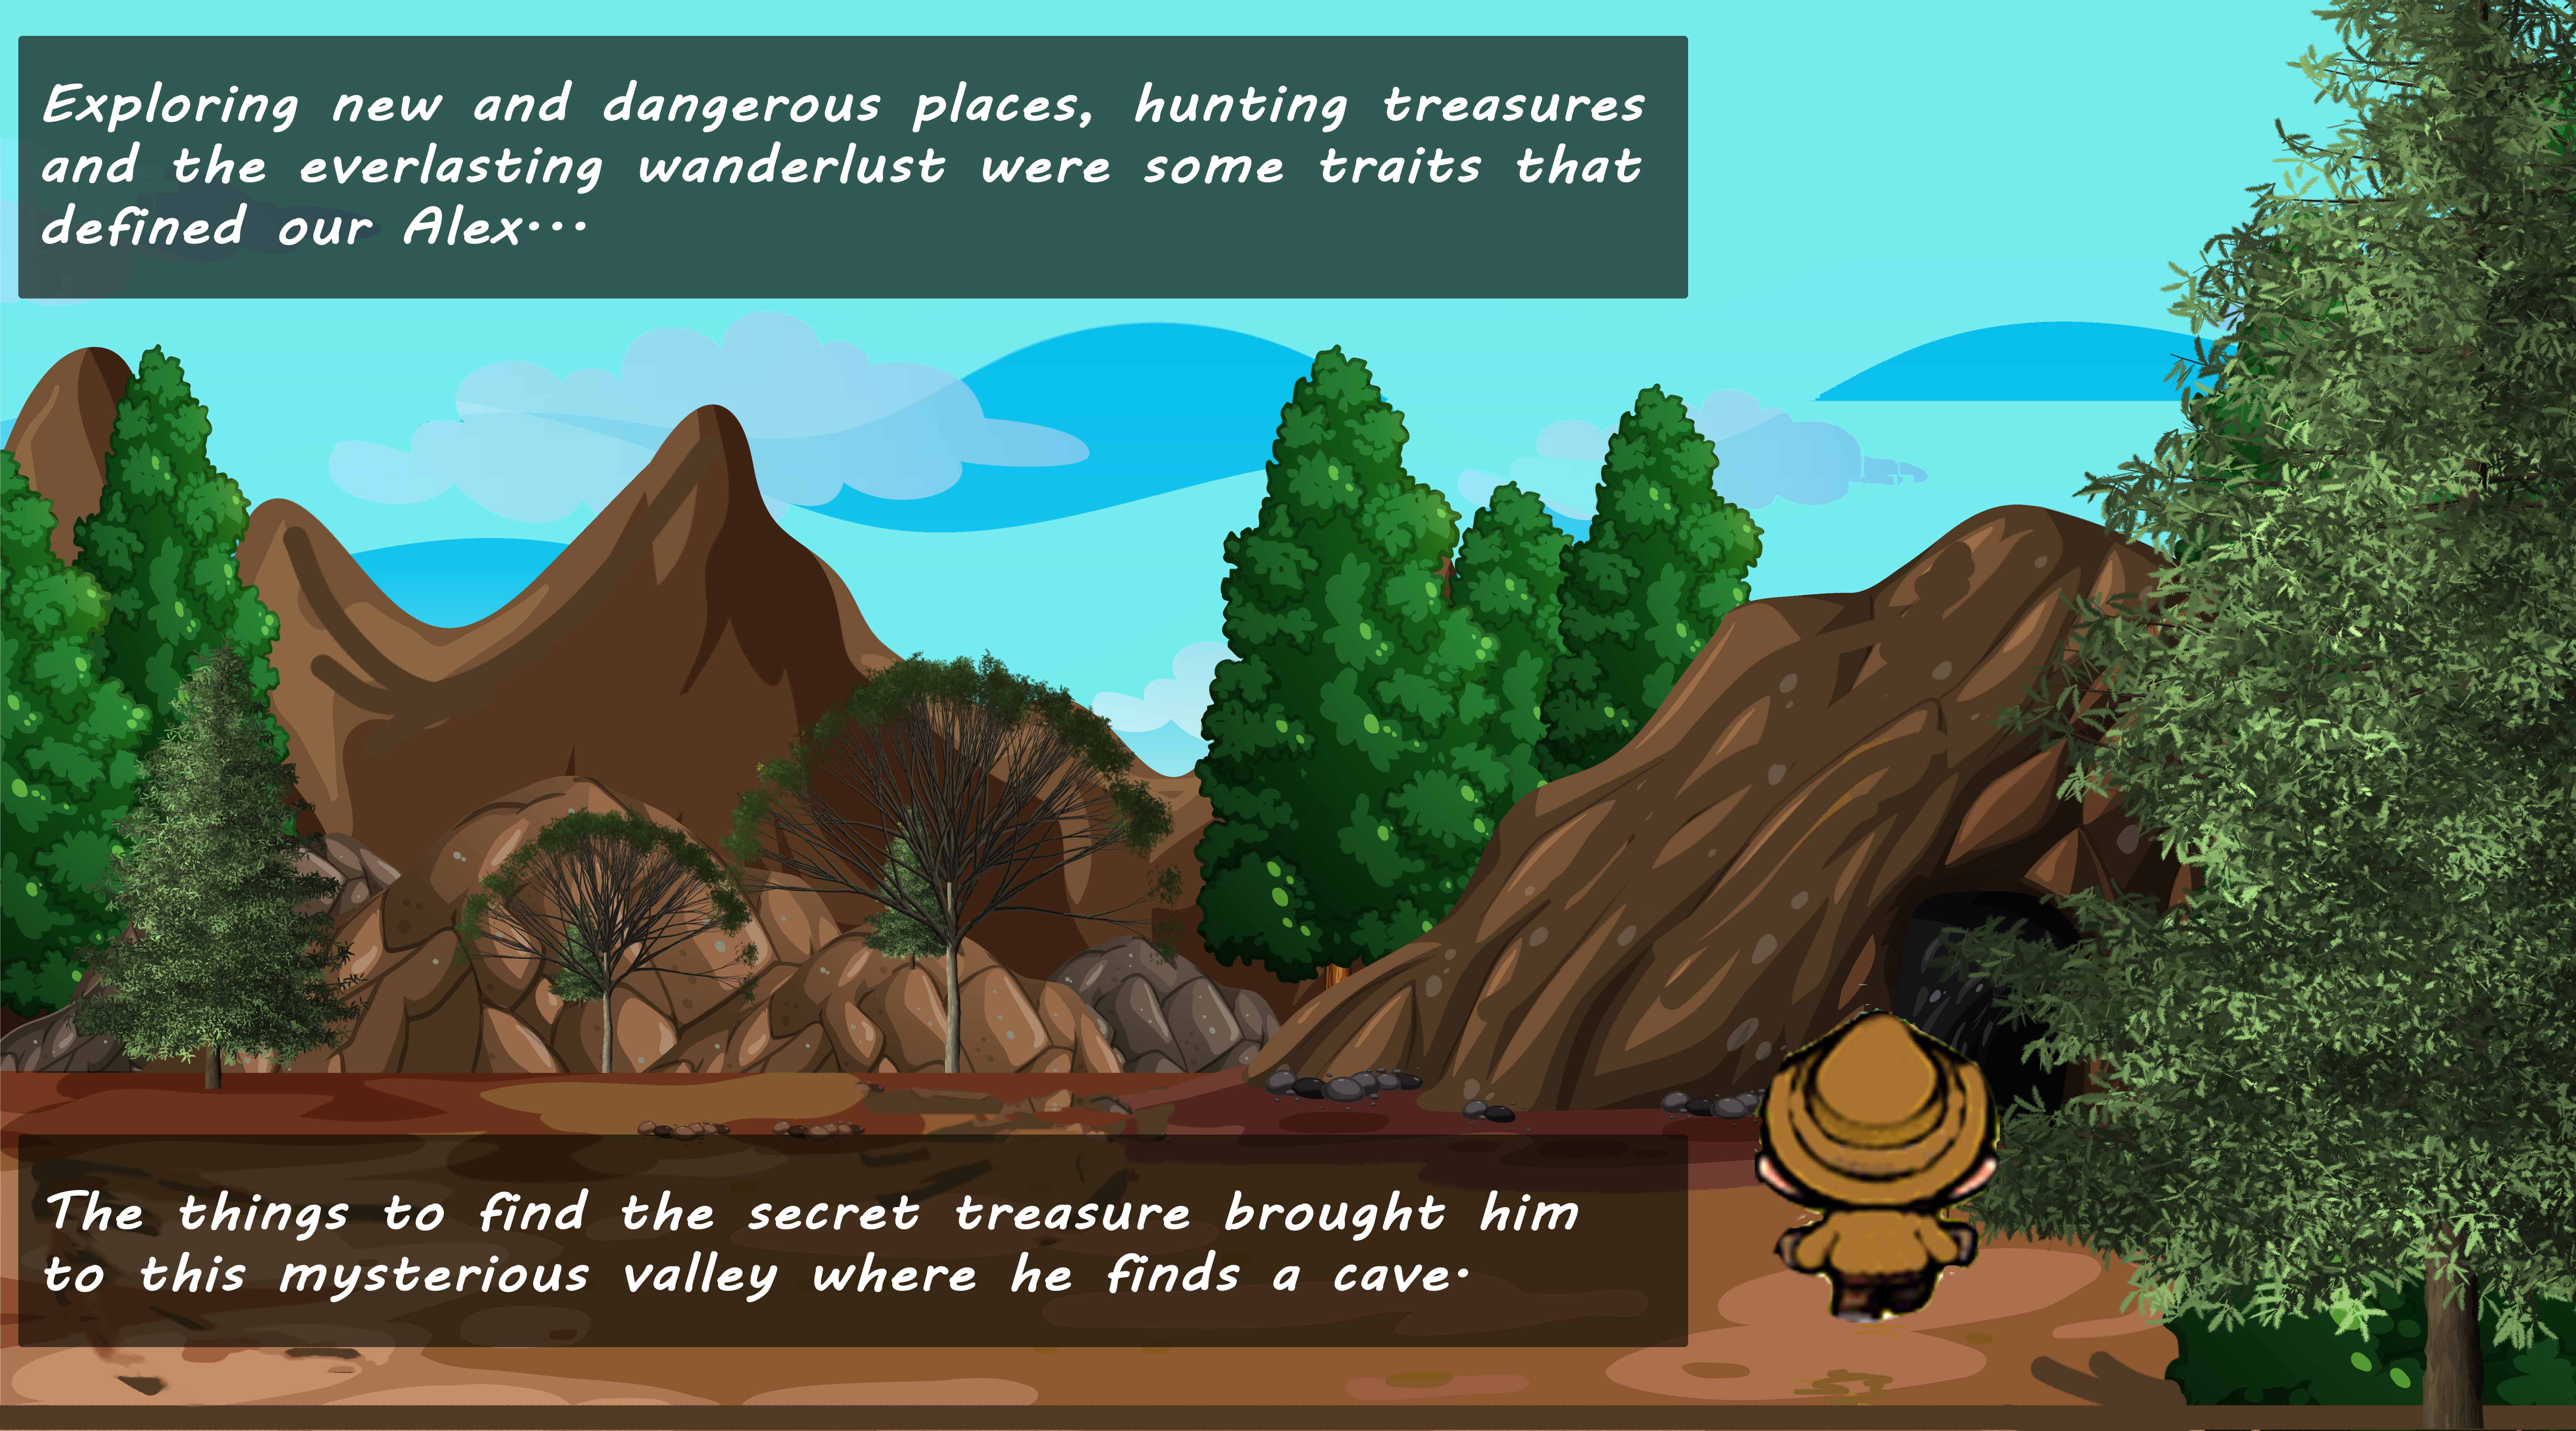 Exploring new and dangerous places, hunting treasures
and the everlasting wanderlust were some traits that
defined our Alex...
The things to find the secret treasure brought him
to this mysterious valley where he finds a cave.